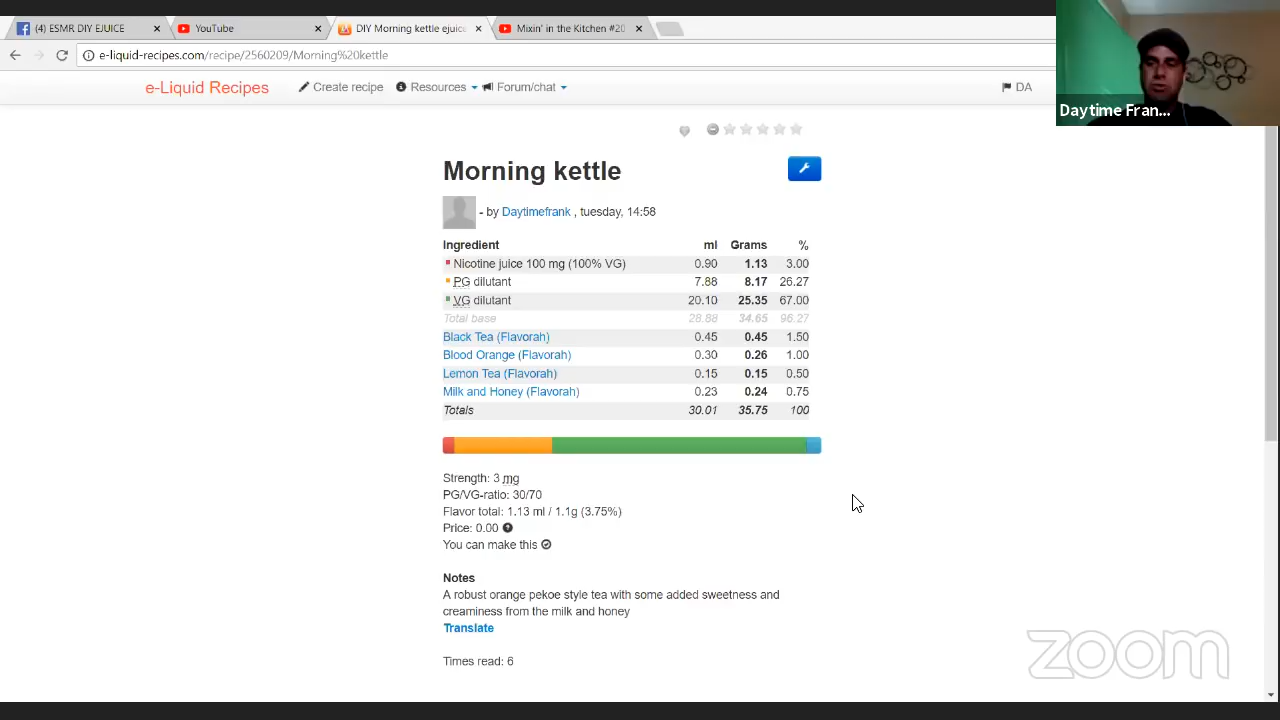 (4) ESMR DIY EJUICE
YouTube
DIY Morning kettle ejuice
Mixin' in the Kitchen #20
e-liquid-recipes.com/recipe/2560209/Morning%20kettle
Daytime Fran...
e-Liquid Recipes
Create recipe
Resources
Forum/chat
DA
Morning kettle
- by Daytimefrank , tuesday, 14:58
Ingredient ml Grams %
Nicotine juice 100 mg (100% VG) 0.90 1.13 3.00
PG dilutant 7.88 8.17 26.27
VG dilutant 20.10 25.35 67.00
Total base 28.88 34.65 96.27
Black Tea (Flavorah) 0.45 0.45 1.50
Blood Orange (Flavorah) 0.30 0.26 1.00
Lemon Tea (Flavorah) 0.15 0.15 0.50
Milk and Honey (Flavorah) 0.23 0.24 0.75
Totals 30.01 35.75 100
Strength: 3 mg
PG/VG-ratio: 30/70
Flavor total: 1.13 ml / 1.1g (3.75%)
Price: 0.00
You can make this
Notes
A robust orange pekoe style tea with some added sweetness and
creaminess from the milk and honey
Translate
Times read: 6
zoom